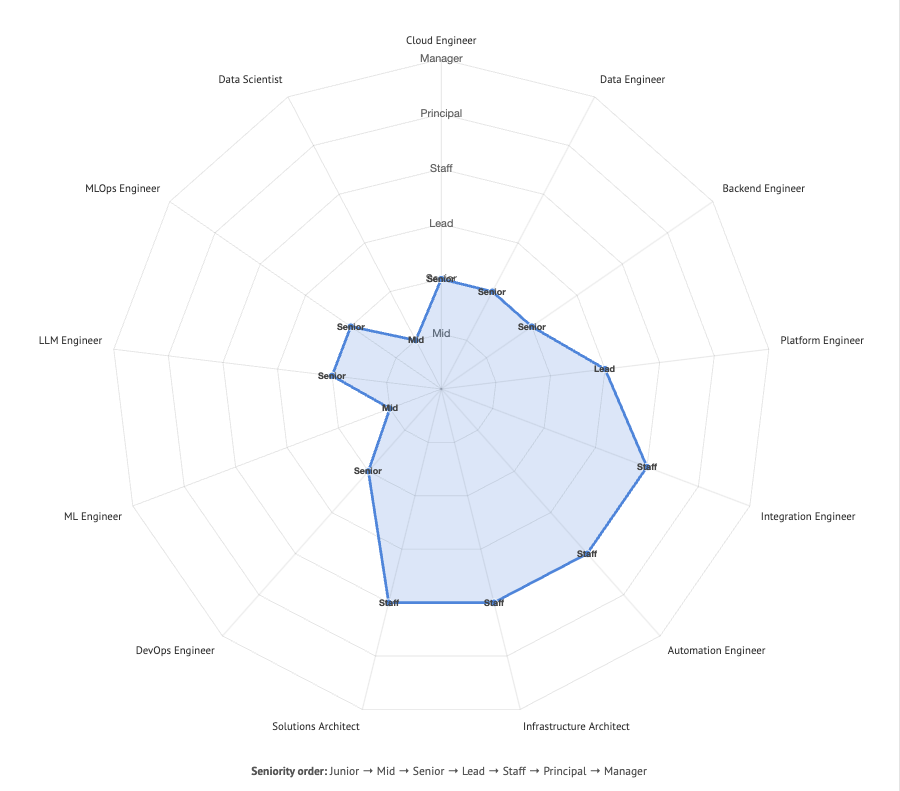 Cloud Engineer
Manager
Data Scientist
Data Engineer
Principal
Staff
MLOps Engineer
Backend Engineer
Lead
Senior
Senior
Senior
Senior
Senior
Mid
Mid
LLM Engineer
Platform Engineer
Lead
Senior
Mid
Staff
Senior
ML Engineer
Integration Engineer
Staff
Staff
Staff
DevOps Engineer
Automation Engineer
Solutions Architect
Infrastructure Architect
Seniority order: Junior → Mid → Senior → Lead → Staff → Principal → Manager